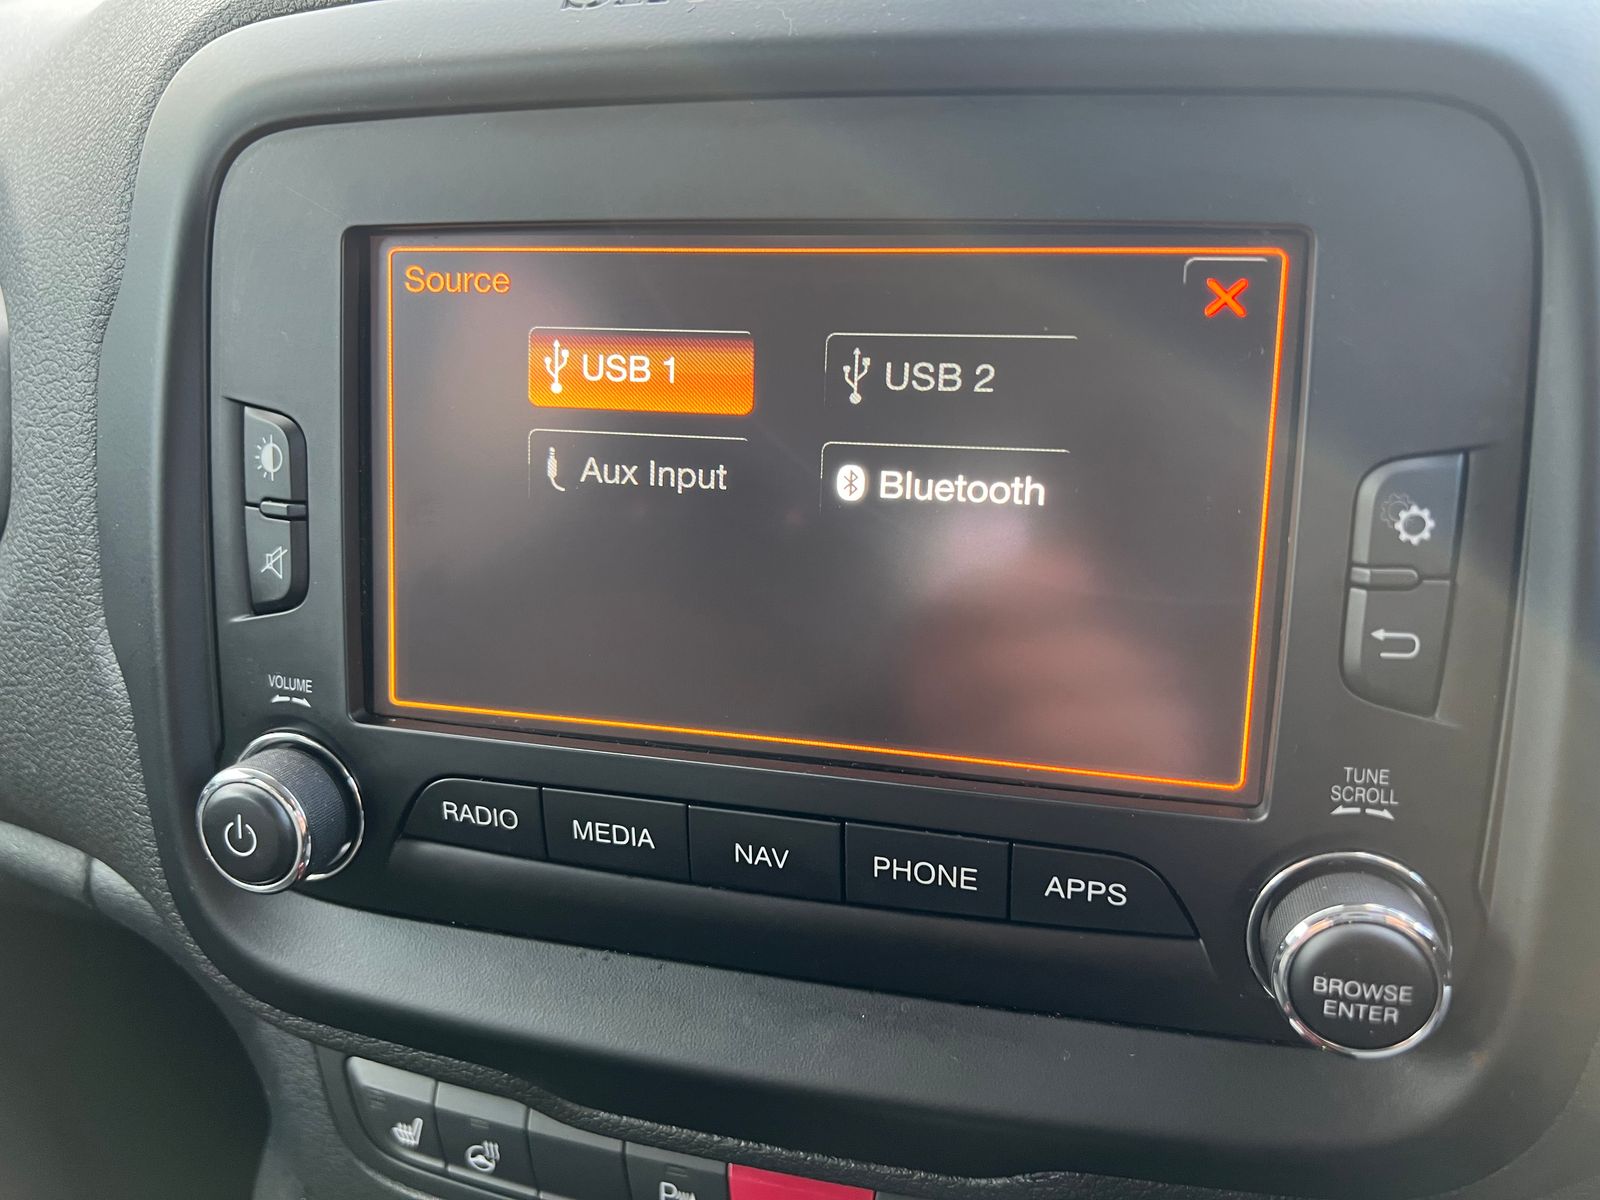 Source
USB 1
USB 2
Aux Input
Bluetooth
VOLUME
TUNE
SCROLL
RADIO
MEDIA
NAV
PHONE
APPS
BROWSE
ENTER
P